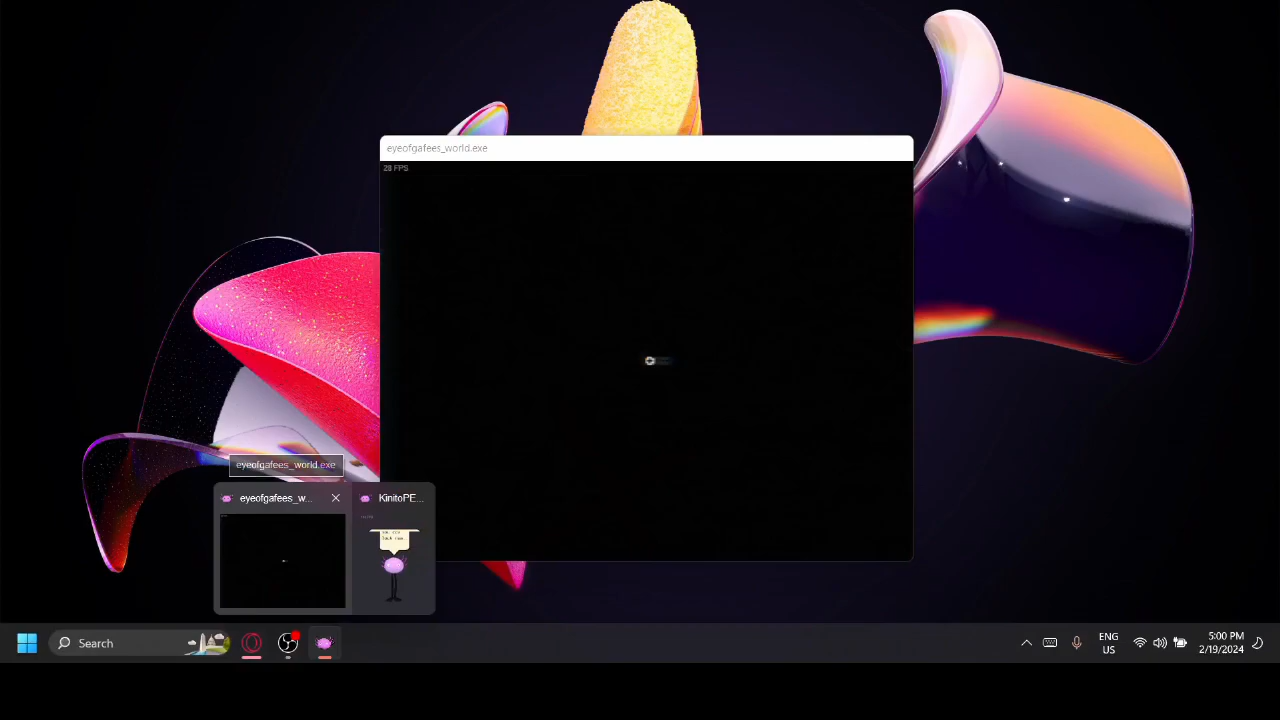 eyeofgafees_world.exe
28 FPS
eyeofgafees_world.exe
eyeofgafees_w...
KinitoPE...
Search
ENG
US
5:00 PM
2/19/2024